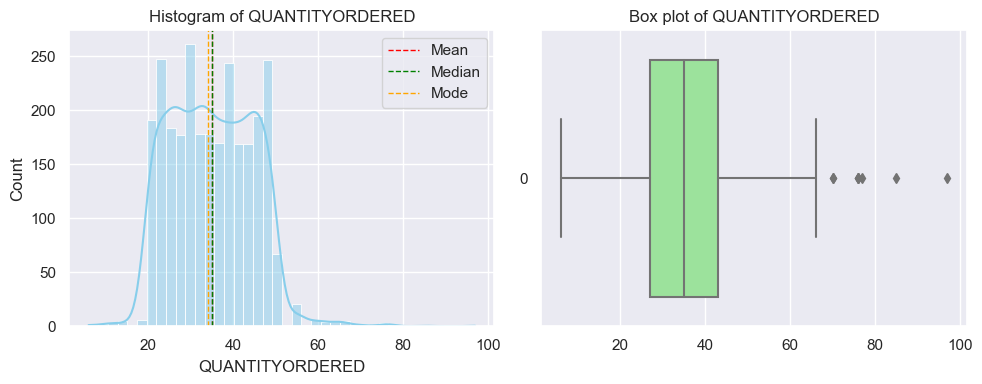 Histogram of QUANTITYORDERED
Mean
Median
Mode
250
200
150
100
50
0
Count
20 40 60 80 100
QUANTITYORDERED
Box plot of QUANTITYORDERED
0
20 40 60 80 100